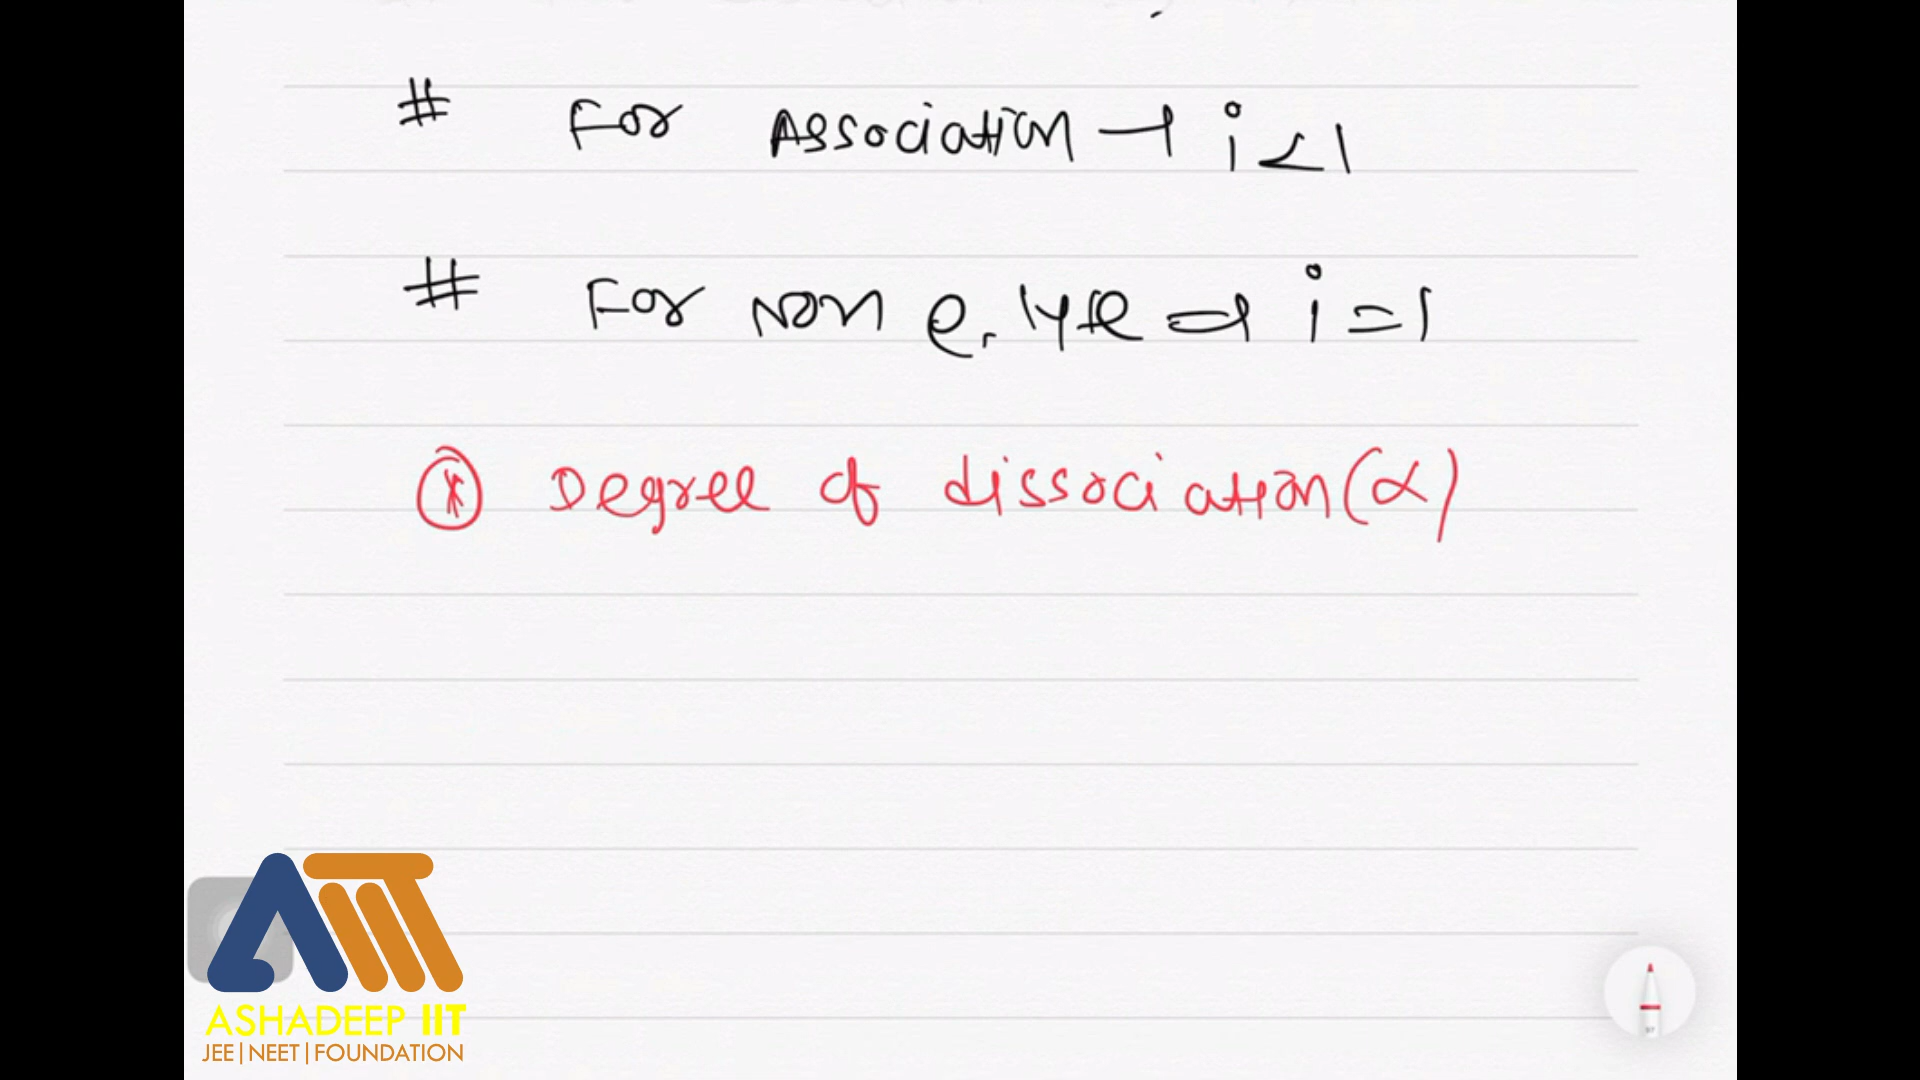 # For Association → i < 1
# For Non e.lyte ⇒ i = 1
* Degree of dissociation (α)
ASHADEEP IIT
JEE | NEET | FOUNDATION